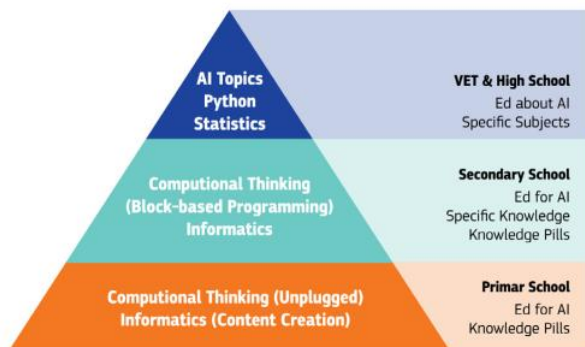 AI Topics
Python
Statistics
VET & High School
Ed about AI
Specific Subjects
Computional Thinking
(Block-based Programming)
Informatics
Secondary School
Ed for AI
Specific Knowledge
Knowledge Pills
Computional Thinking (Unplugged)
Informatics (Content Creation)
Primar School
Ed for AI
Knowledge Pills